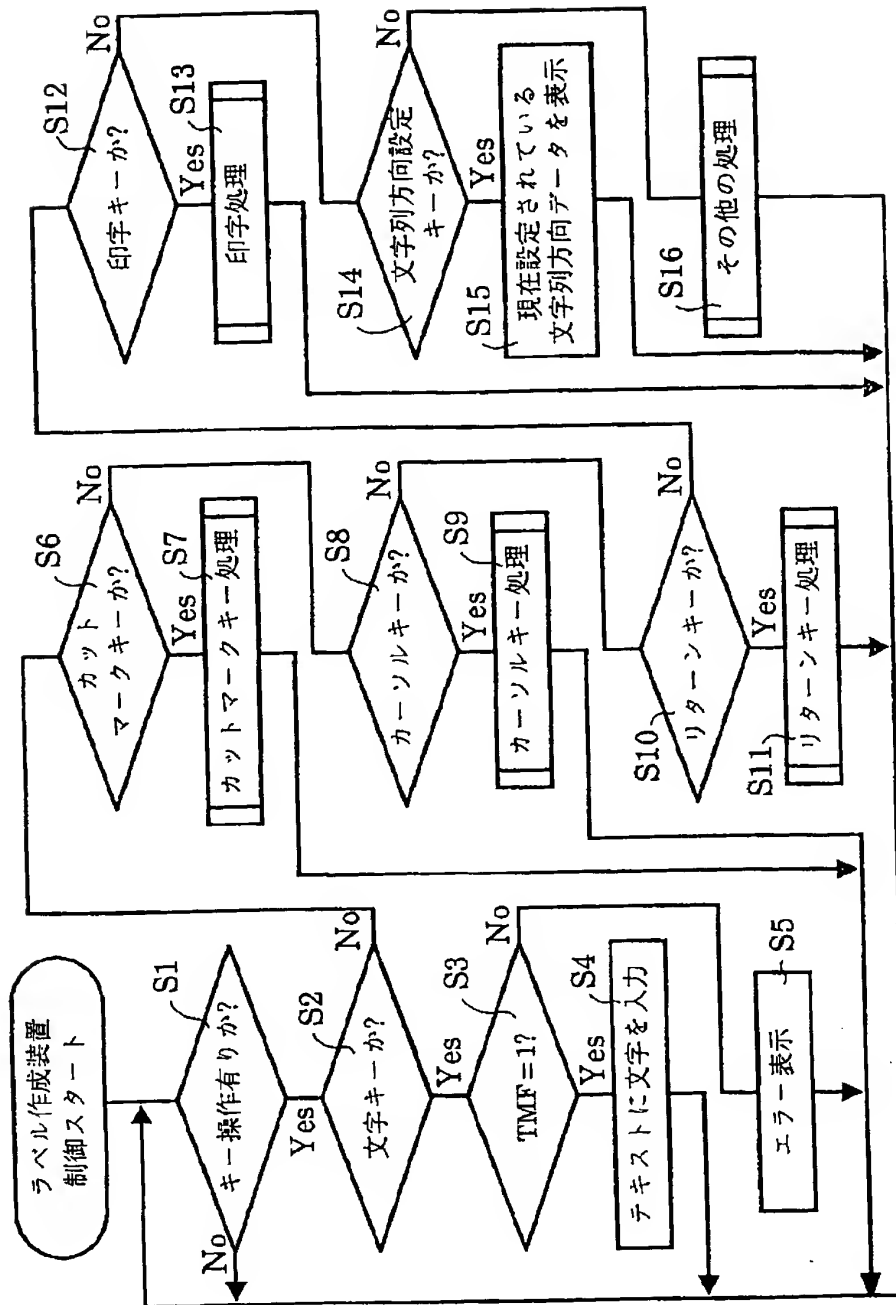 ラベル作成装置
制御スタート
キー操作有りか?
S1
No
Yes
文字キーか?
S2
No
Yes
TMF=1?
S3
No
Yes
テキストに文字を入力
S4
エラー表示
S5
カット
マークキーか?
S6
No
Yes
カットマークキー処理
S7
カーソルキーか?
S8
No
Yes
カーソルキー処理
S9
リターンキーか?
S10
No
Yes
リターンキー処理
S11
印字キーか?
S12
No
Yes
印字処理
S13
文字列方向設定
キーか?
S14
No
Yes
現在設定されている
文字列方向データを表示
S15
その他の処理
S16